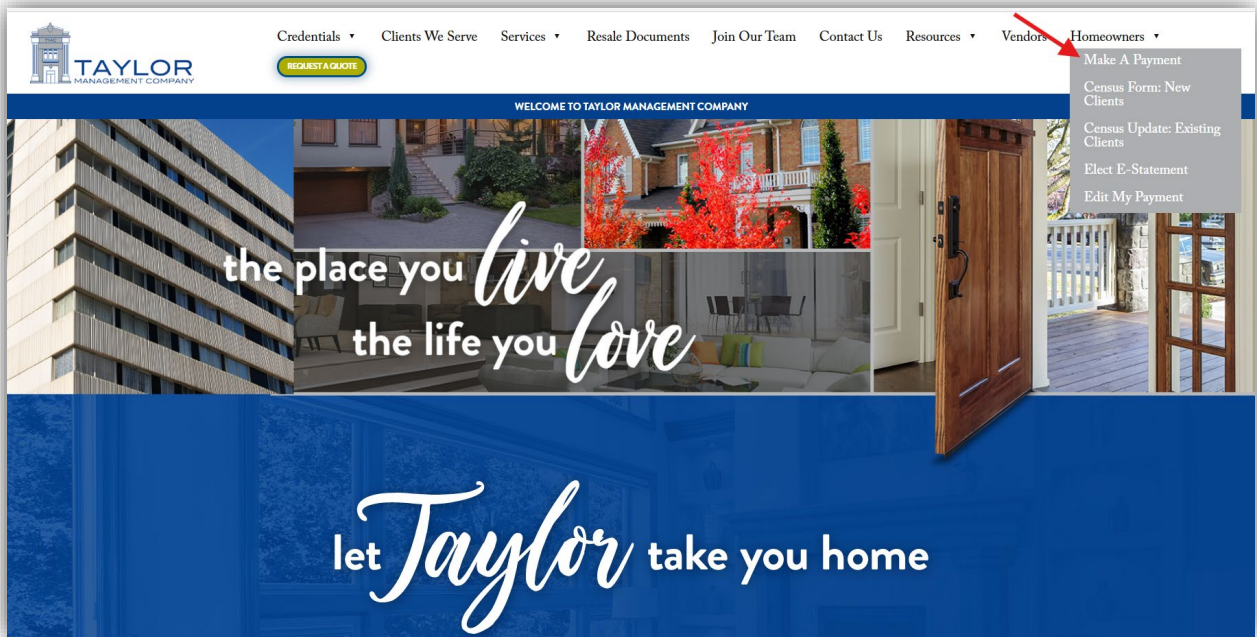 TMC
TAYLOR
MANAGEMENT COMPANY
Credentials ▾ Clients We Serve Services ▾ Resale Documents Join Our Team Contact Us Resources ▾ Vendors Homeowners ▾
REQUEST A QUOTE
Make A Payment
Census Form: New
Clients
Census Update: Existing
Clients
Elect E-Statement
Edit My Payment
WELCOME TO TAYLOR MANAGEMENT COMPANY
the place you live
the life you love
let Taylor take you home